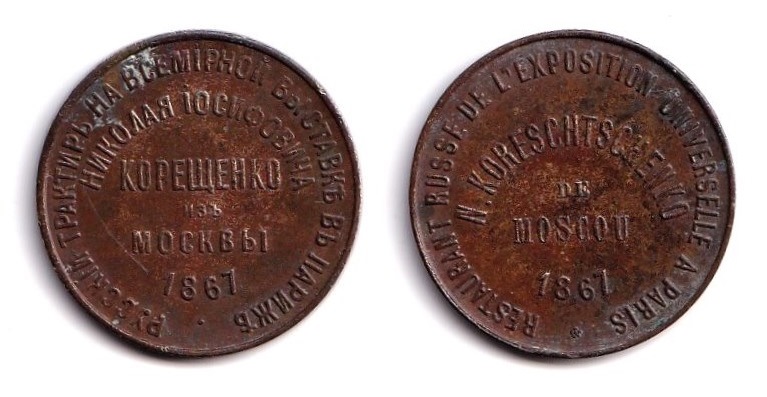 РУССКІЙ ТРАКТИРЪ НА ВСЕМІРНОЙ ВЫСТАВКѢ ВЪ ПАРИЖѢ
НИКОЛАЯ ІОСИФОВИЧА
КОРЕЩЕНКО
ИЗЪ
МОСКВЫ
1867
RESTAURANT RUSSE DE L'EXPOSITION UNIVERSELLE A PARIS
N. KORESCHTSCHENKO
DE
MOSCOU
1867